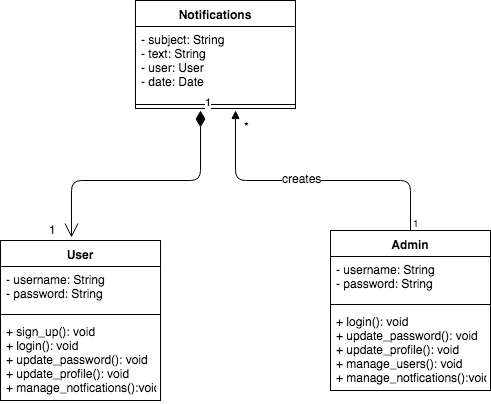 Notifications
- subject: String
- text: String
- user: User
- date: Date
1
*
creates
1
1
User
- username: String
- password: String
+ sign_up(): void
+ login(): void
+ update_password(): void
+ update_profile(): void
+ manage_notfications():void
Admin
- username: String
- password: String
+ login(): void
+ update_password(): void
+ update_profile(): void
+ manage_users(): void
+ manage_notfications():void